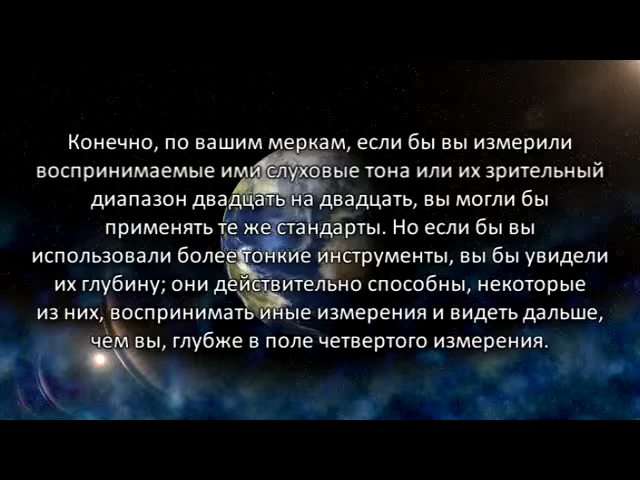 Конечно, по вашим меркам, если бы вы измерили
воспринимаемые ими слуховые тона или их зрительный
диапазон двадцать на двадцать, вы могли бы
применять те же стандарты. Но если бы вы
использовали более тонкие инструменты, вы бы увидели
их глубину; они действительно способны, некоторые
из них, воспринимать иные измерения и видеть дальше,
чем вы, глубже в поле четвертого измерения.